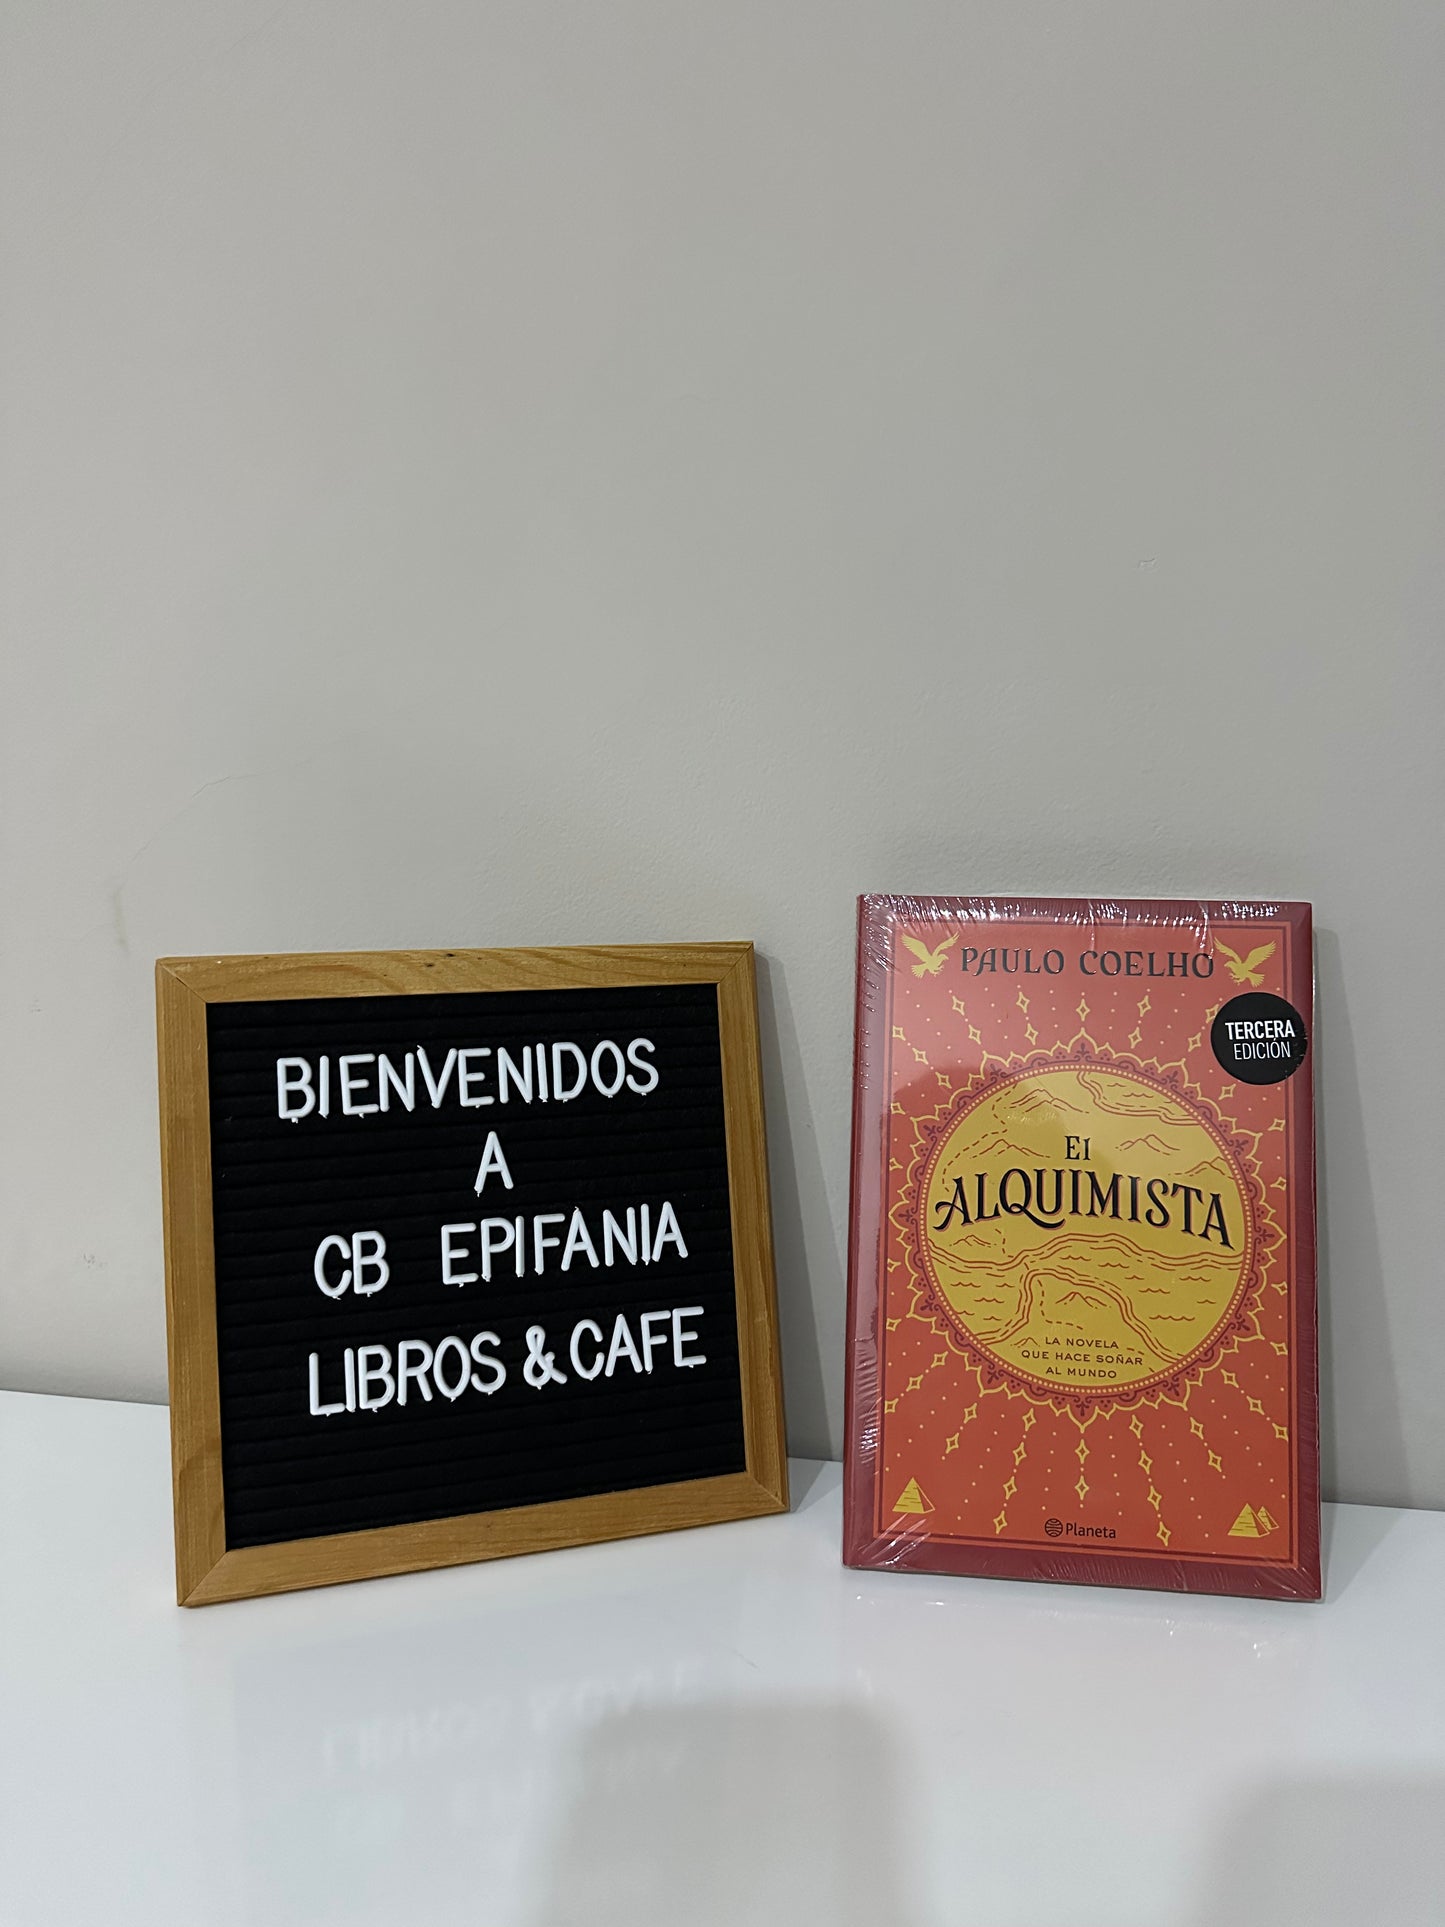 BIENVENIDOS
A
CB EPIFANIA
LIBROS & CAFE
PAULO COELHO
TERCERA
EDICIÓN
El
ALQUIMISTA
LA NOVELA
QUE HACE SOÑAR
AL MUNDO
Planeta